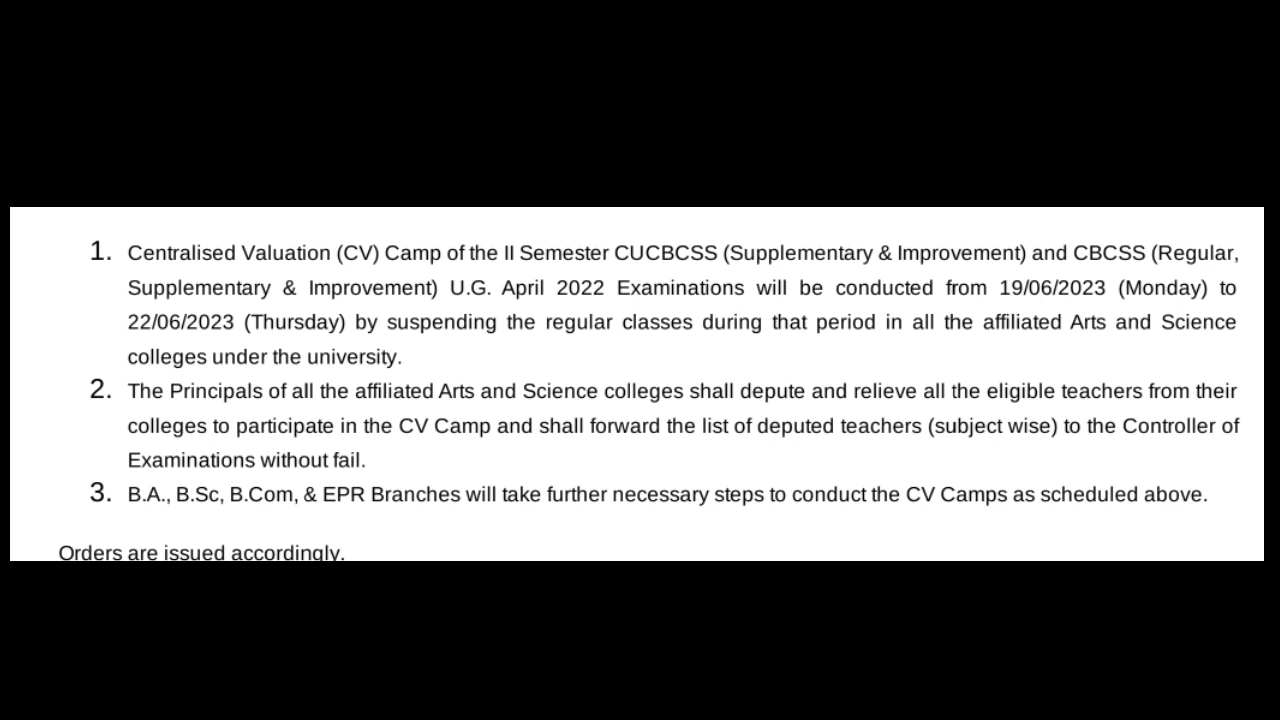 1. Centralised Valuation (CV) Camp of the II Semester CUCBCSS (Supplementary & Improvement) and CBCSS (Regular,
Supplementary & Improvement) U.G. April 2022 Examinations will be conducted from 19/06/2023 (Monday) to
22/06/2023 (Thursday) by suspending the regular classes during that period in all the affiliated Arts and Science
colleges under the university.
2. The Principals of all the affiliated Arts and Science colleges shall depute and relieve all the eligible teachers from their
colleges to participate in the CV Camp and shall forward the list of deputed teachers (subject wise) to the Controller of
Examinations without fail.
3. B.A., B.Sc, B.Com, & EPR Branches will take further necessary steps to conduct the CV Camps as scheduled above.
Orders are issued accordingly.